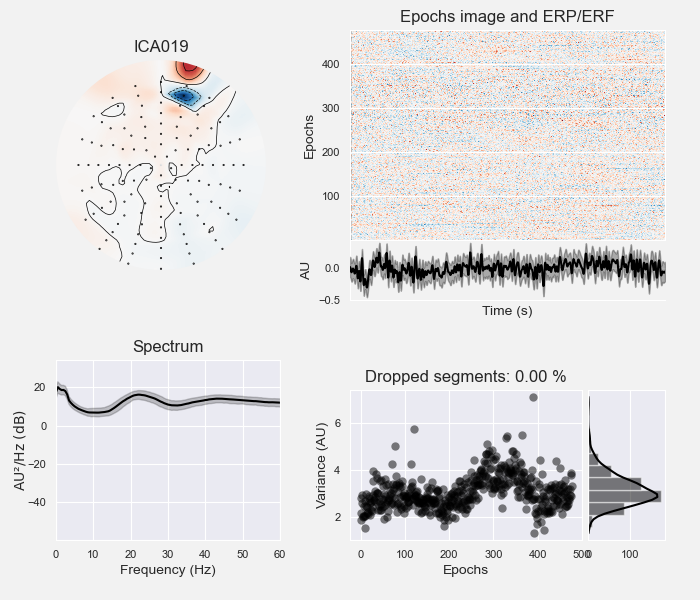 ICA019
Epochs image and ERP/ERF
Epochs
400
300
200
100
AU
0.0
−0.5
Time (s)
Spectrum
AU²/Hz (dB)
20
0
−20
−40
0 10 20 30 40 50 60
Frequency (Hz)
Dropped segments: 0.00 %
Variance (AU)
6
4
2
0 100 200 300 400 500
Epochs
0 100